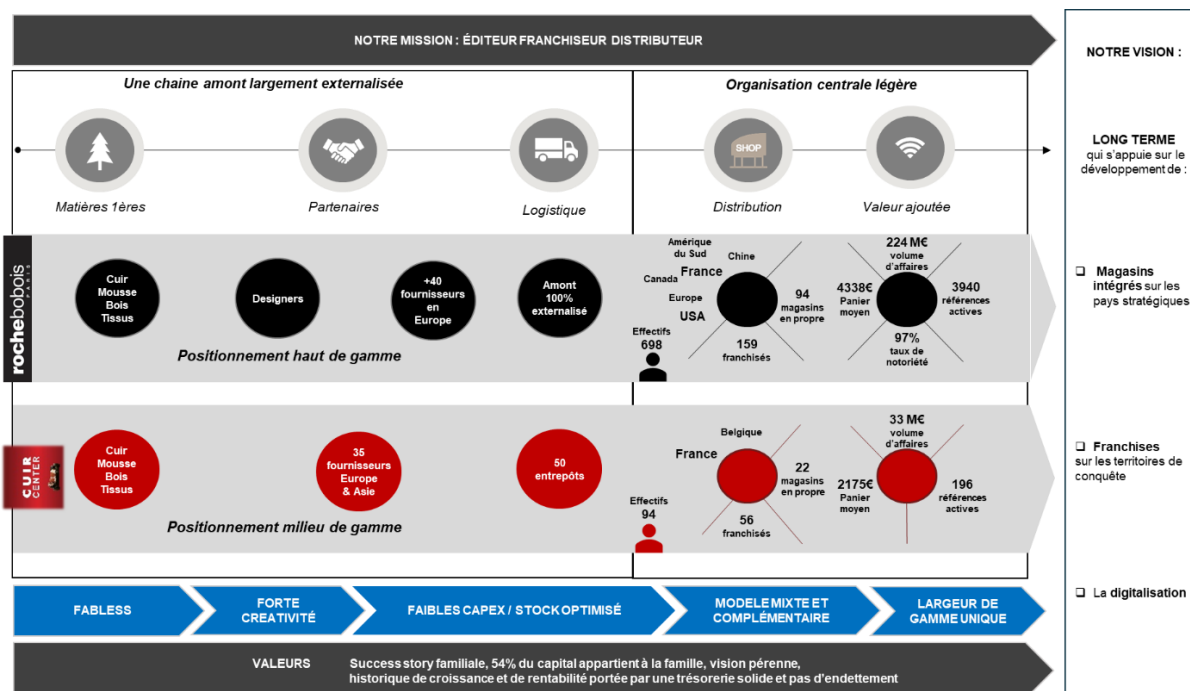 NOTRE MISSION : ÉDITEUR FRANCHISEUR DISTRIBUTEUR
Une chaine amont largement externalisée
Organisation centrale légère
SHOP
Matières 1ères
Partenaires
Logistique
Distribution
Valeur ajoutée
rochebobois
PARIS
Cuir
Mousse
Bois
Tissus
Designers
+40
fournisseurs
en
Europe
Amont
100%
externalisé
Positionnement haut de gamme
Effectifs
698
Amérique
du Sud
Chine
Canada
France
Europe
USA
94
magasins
en propre
159
franchisés
224 M€
volume
d'affaires
4338€
Panier
moyen
3940
références
actives
97%
taux de
notoriété
CUIR
CENTER
Cuir
Mousse
Bois
Tissus
35
fournisseurs
Europe
& Asie
50
entrepôts
Positionnement milieu de gamme
Effectifs
94
Belgique
France
22
magasins
en propre
56
franchisés
33 M€
volume
d'affaires
2175€
Panier
moyen
196
références
actives
FABLESS
FORTE
CREATIVITÉ
FAIBLES CAPEX / STOCK OPTIMISÉ
MODELE MIXTE ET
COMPLÉMENTAIRE
LARGEUR DE
GAMME UNIQUE
VALEURS
Success story familiale, 54% du capital appartient à la famille, vision pérenne,
historique de croissance et de rentabilité portée par une trésorerie solide et pas d'endettement
NOTRE VISION :
LONG TERME
qui s'appuie sur le
développement de :
Magasins
intégrés sur les
pays stratégiques
Franchises
sur les territoires de
conquête
La digitalisation